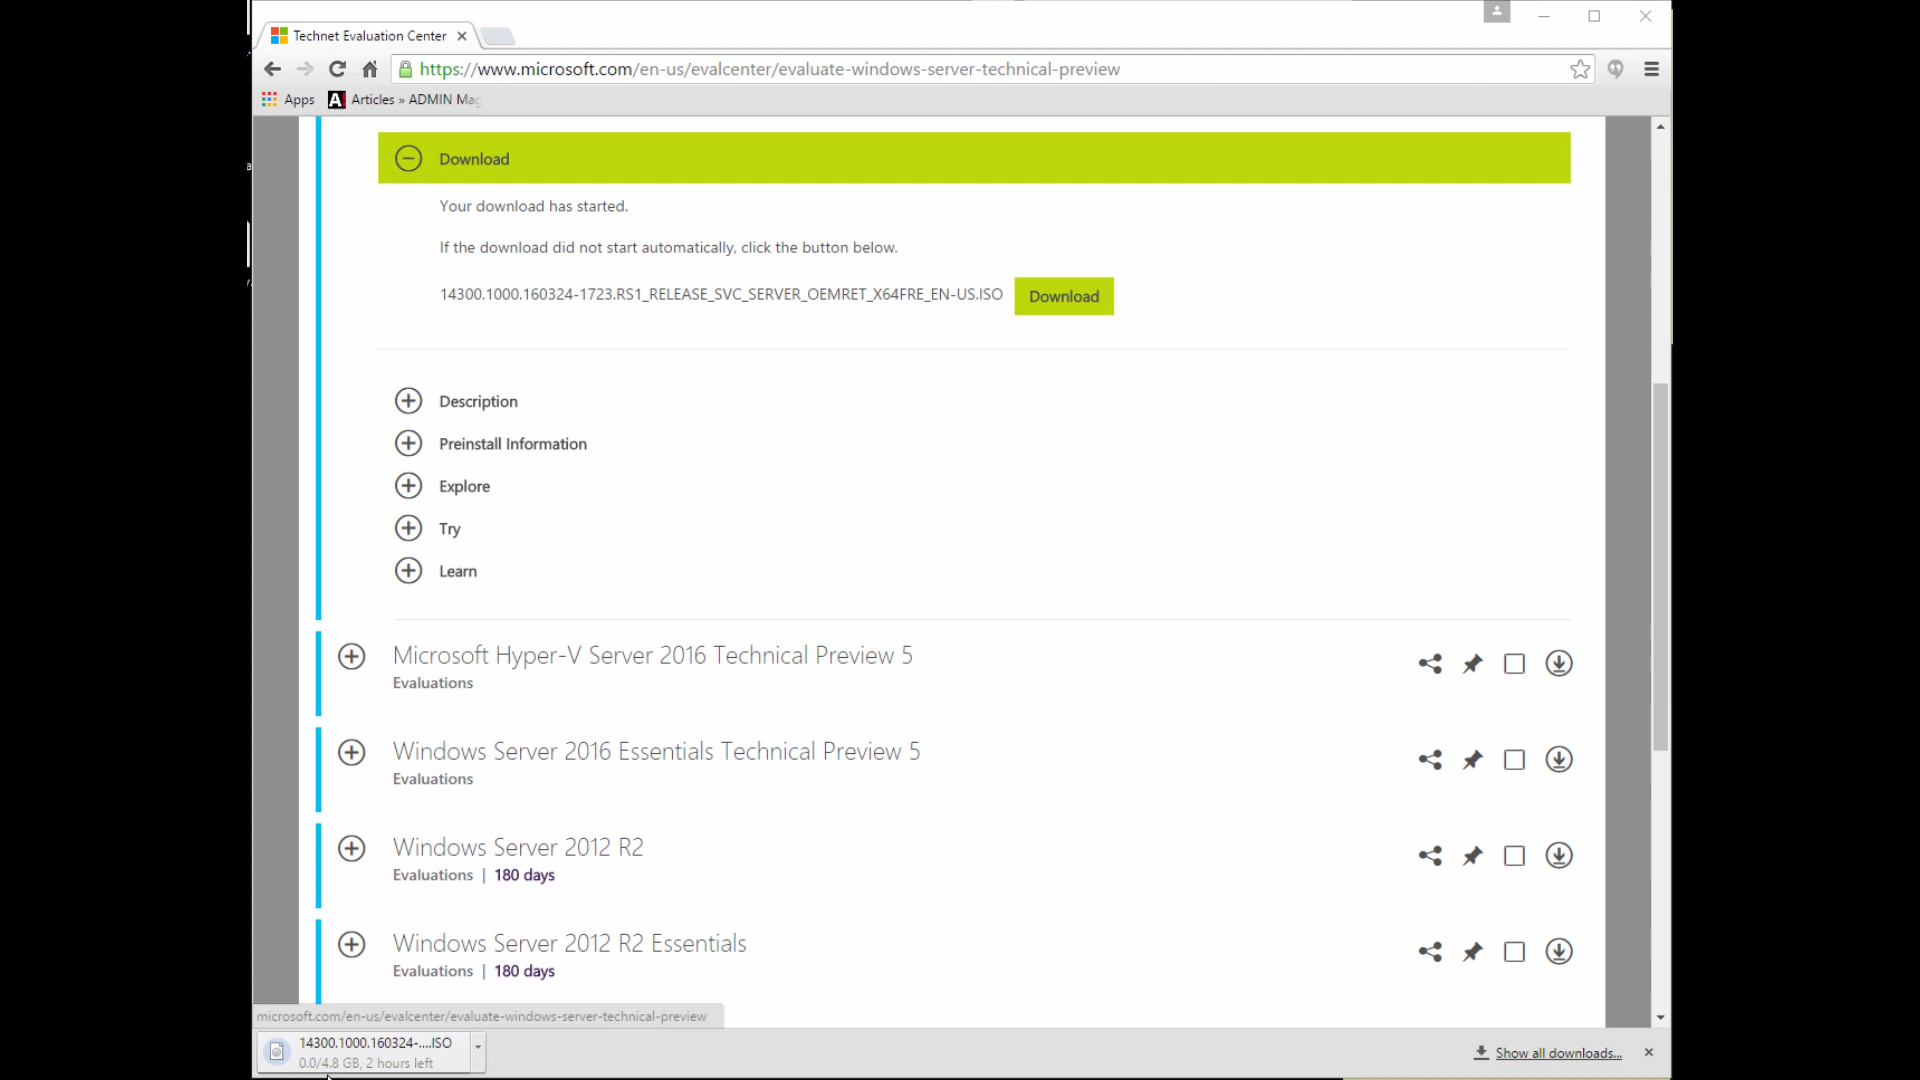 Technet Evaluation Center
https://www.microsoft.com/en-us/evalcenter/evaluate-windows-server-technical-preview
Apps
Articles » ADMIN Mag
Download
Your download has started.
If the download did not start automatically, click the button below.
14300.1000.160324-1723.RS1_RELEASE_SVC_SERVER_OEMRET_X64FRE_EN-US.ISO
Download
Description
Preinstall Information
Explore
Try
Learn
Microsoft Hyper-V Server 2016 Technical Preview 5
Evaluations
Windows Server 2016 Essentials Technical Preview 5
Evaluations
Windows Server 2012 R2
Evaluations | 180 days
Windows Server 2012 R2 Essentials
Evaluations | 180 days
microsoft.com/en-us/evalcenter/evaluate-windows-server-technical-preview
14300.1000.160324-....ISO
0.0/4.8 GB, 2 hours left
Show all downloads...